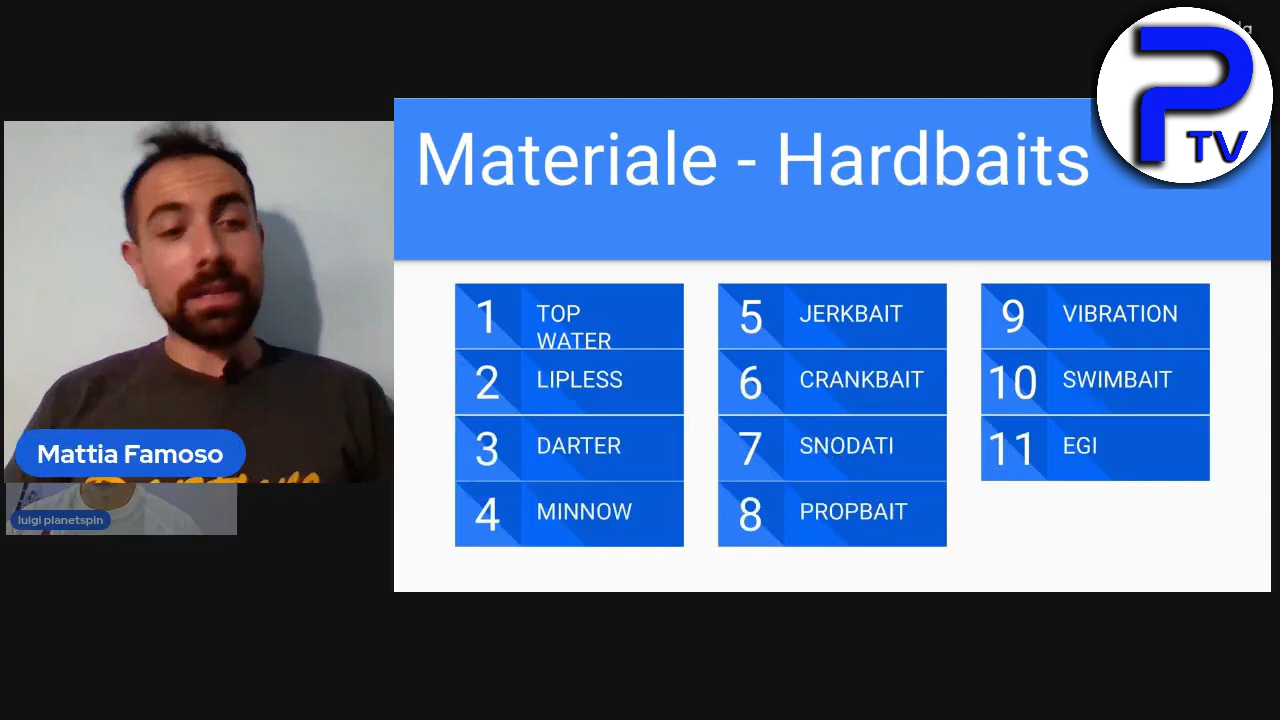 Materiale - Hardbaits
P
TV
1
TOP
WATER
2
LIPLESS
3
DARTER
4
MINNOW
5
JERKBAIT
6
CRANKBAIT
7
SNODATI
8
PROPBAIT
9
VIBRATION
10
SWIMBAIT
11
EGI
Mattia Famoso
luigi planetspin